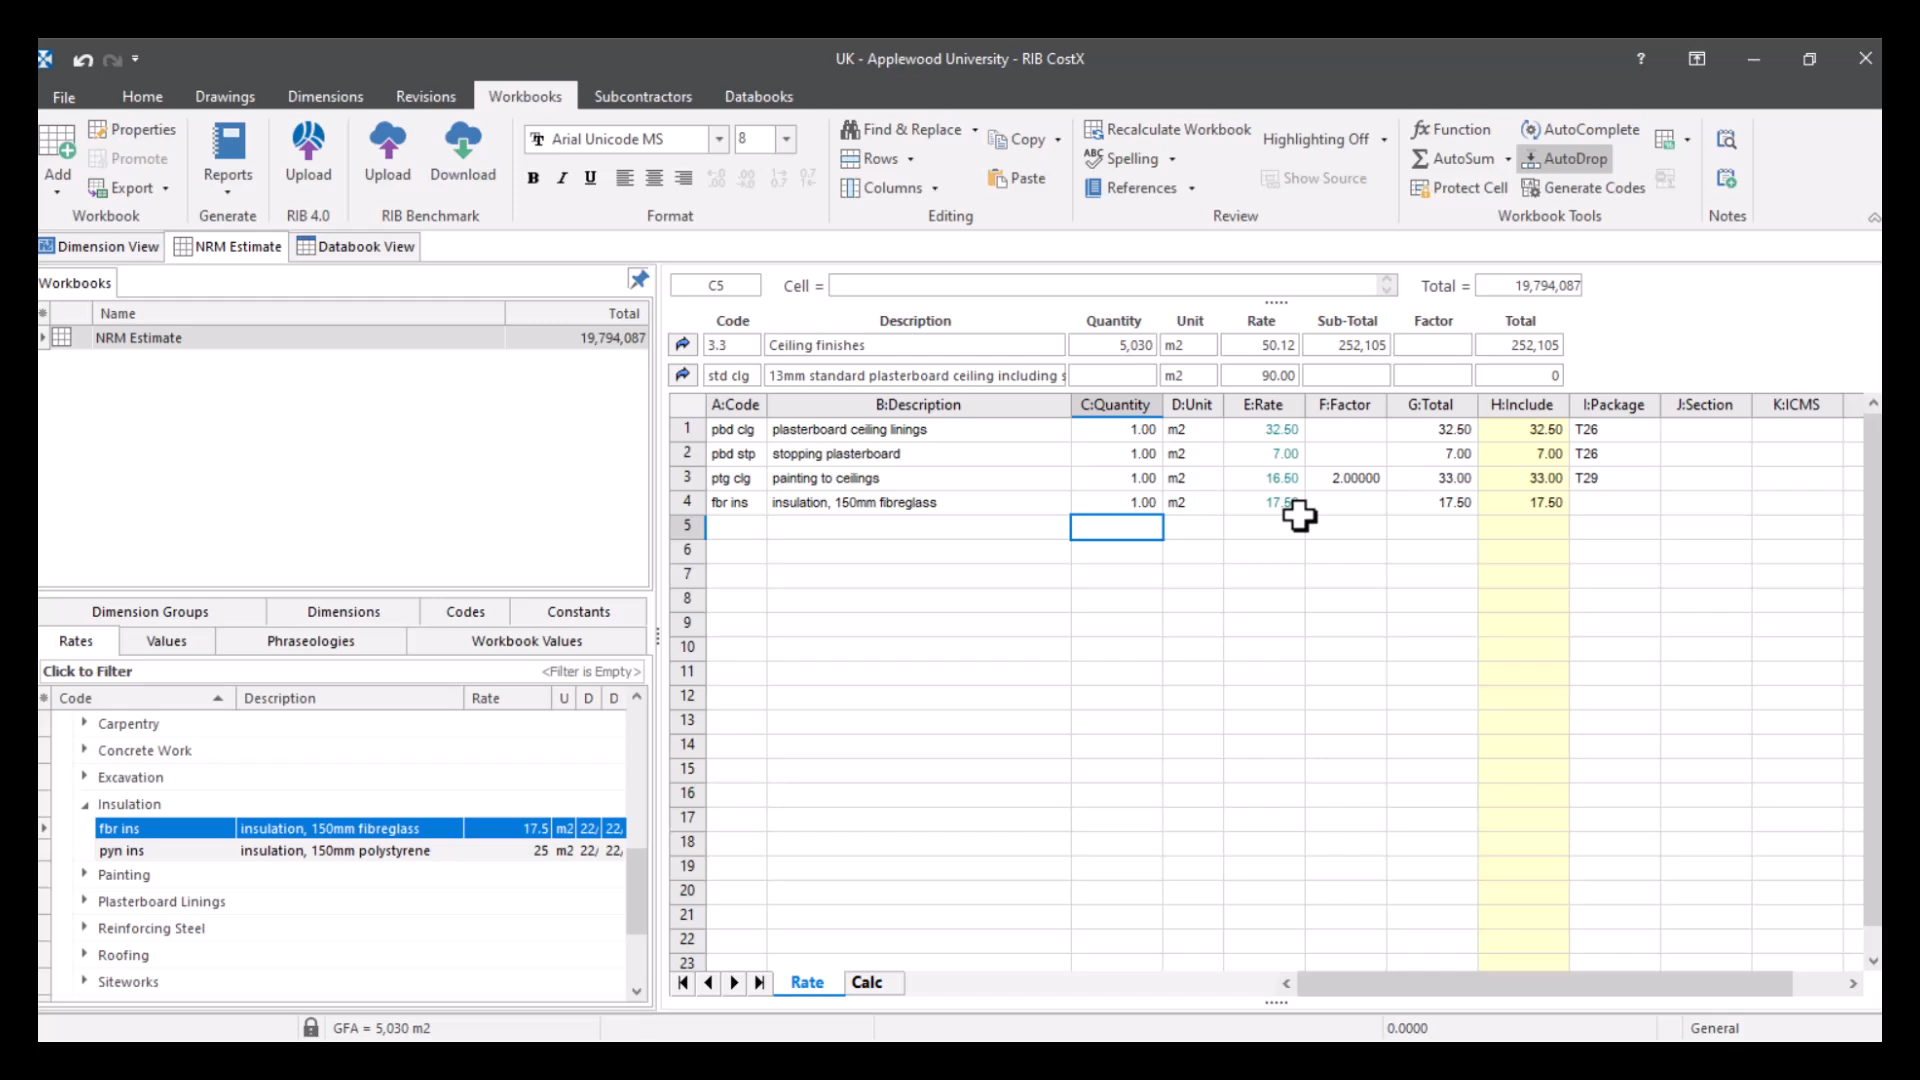 UK - Applewood University - RIB CostX
?
File Home Drawings Dimensions Revisions Workbooks Subcontractors Databooks
Add
Properties
Promote
Export
Workbook
Reports
Generate
Upload
RIB 4.0
Upload Download
RIB Benchmark
Arial Unicode MS 8
B I U
Format
Find & Replace
Rows
Columns
Copy
Paste
Editing
Recalculate Workbook
Spelling
References
Highlighting Off
Show Source
Review
Function
AutoSum
Protect Cell
AutoComplete
AutoDrop
Generate Codes
Workbook Tools
Notes
Dimension View NRM Estimate Databook View
Workbooks
Name Total
NRM Estimate 19,794,087
C5 Cell = Total = 19,794,087
Code Description Quantity Unit Rate Sub-Total Factor Total
3.3 Ceiling finishes 5,030 m2 50.12 252,105 252,105
std clg 13mm standard plasterboard ceiling including m2 90.00 0
A:Code B:Description C:Quantity D:Unit E:Rate F:Factor G:Total H:Include I:Package J:Section K:ICMS
1 pbd clg plasterboard ceiling linings 1.00 m2 32.50 32.50 32.50 T26
2 pbd stp stopping plasterboard 1.00 m2 7.00 7.00 7.00 T26
3 ptg clg painting to ceilings 1.00 m2 16.50 2.00000 33.00 33.00 T29
4 fbr ins insulation, 150mm fibreglass 1.00 m2 17.50 17.50
5
6
7
8
9
10
11
12
13
14
15
16
17
18
19
20
21
22
23
Rate Calc
Dimension Groups Dimensions Codes Constants
Rates Values Phraseologies Workbook Values
Click to Filter <Filter is Empty>
Code Description Rate U D D
Carpentry
Concrete Work
Excavation
Insulation
fbr ins insulation, 150mm fibreglass 17.5 m2 22/ 22/
pyn ins insulation, 150mm polystyrene 25 m2 22/ 22/
Painting
Plasterboard Linings
Reinforcing Steel
Roofing
Siteworks
GFA = 5,030 m2 0.0000 General